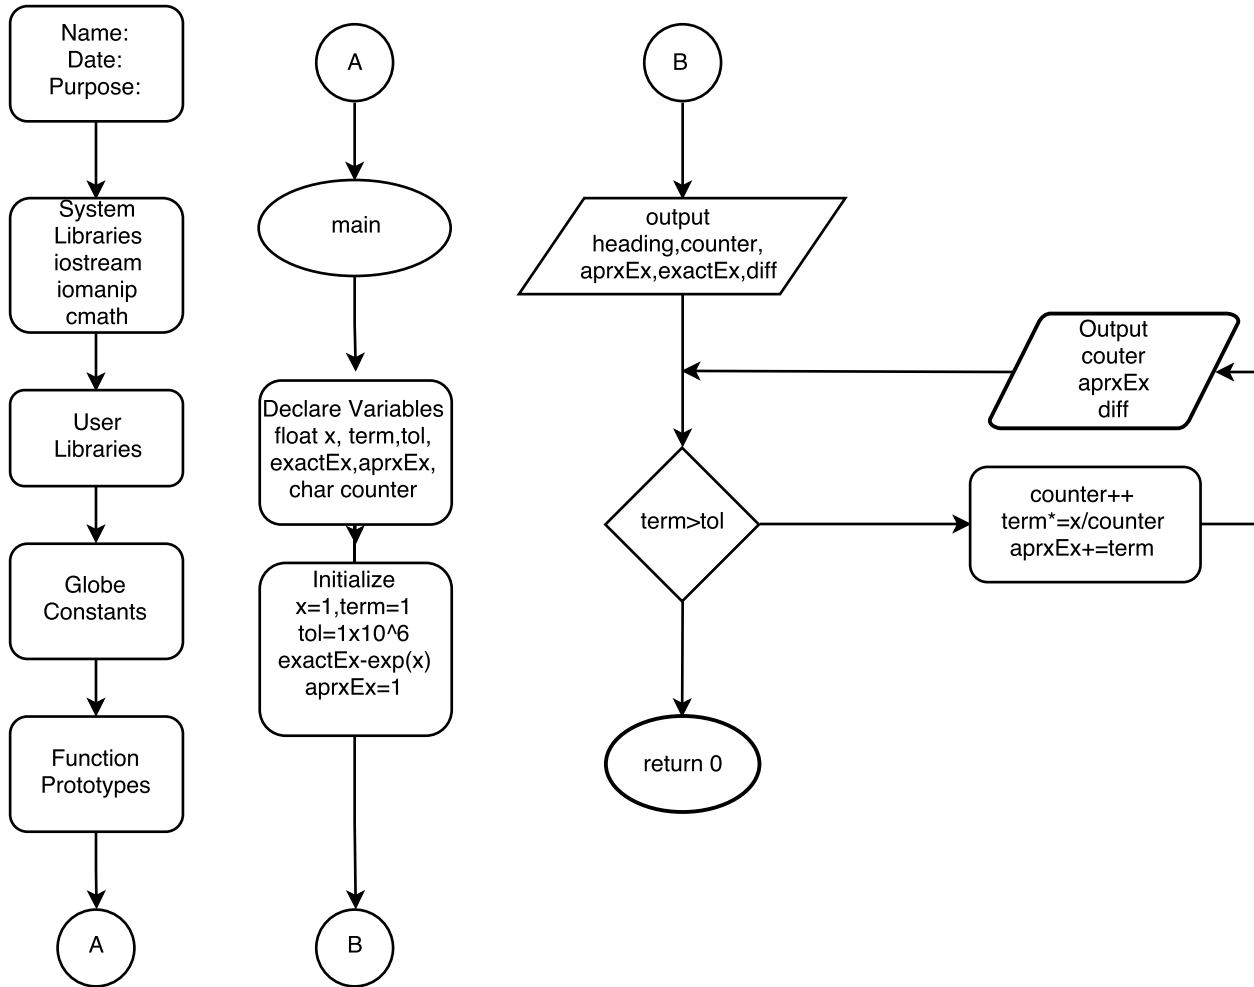 Name:
Date:
Purpose:
System
Libraries
iostream
iomanip
cmath
User
Libraries
Globe
Constants
Function
Prototypes
A
A
main
Declare Variables
float x, term,tol,
exactEx,aprxEx,
char counter
Initialize
x=1,term=1
tol=1x10^6
exactEx-exp(x)
aprxEx=1
B
B
output
heading,counter,
aprxEx,exactEx,diff
term>tol
return 0
Output
couter
aprxEx
diff
counter++
term*=x/counter
aprxEx+=term